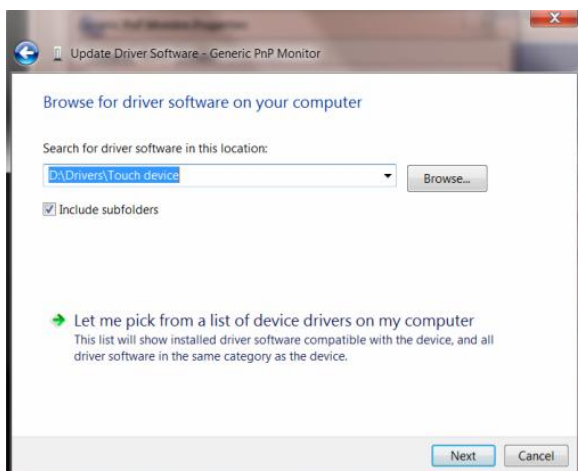 Update Driver Software - Generic PnP Monitor
Browse for driver software on your computer
Search for driver software in this location:
D:\Drivers\Touch device
Browse...
Include subfolders
Let me pick from a list of device drivers on my computer
This list will show installed driver software compatible with the device, and all
driver software in the same category as the device.
Next
Cancel